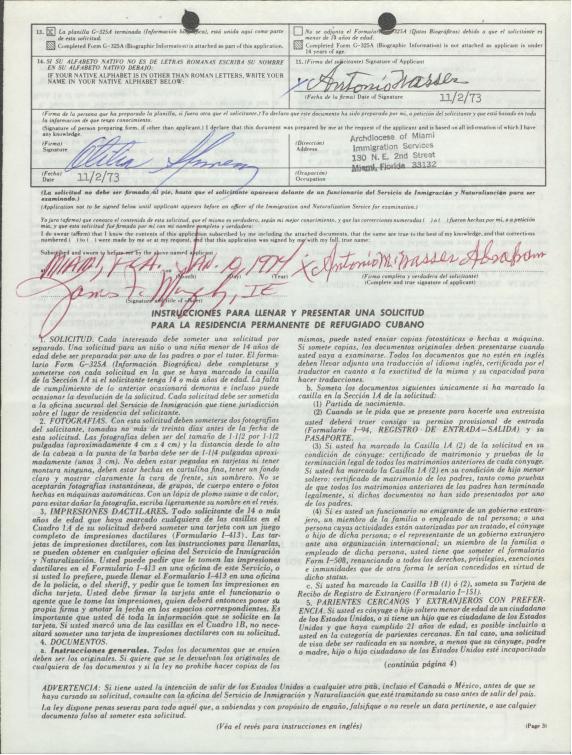 13. ☒ La planilla G-325A terminada (Información Biográfica), está unida aquí como parte de esta solicitud.
Completed Form G-325A (Biographic Information) is attached as part of this application.
No se adjunta el Formulario G-325A (Datos Biográficos) debido a que el solicitante es menor de 14 años de edad.
Completed Form G-325A (Biographic Information) is not attached as applicant is under 14 years of age.
14. SI SU ALFABETO NATIVO NO ES DE LETRAS ROMANAS ESCRIBA SU NOMBRE EN SU ALFABETO NATIVO DEBAJO:
IF YOUR NATIVE ALPHABET IS IN OTHER THAN ROMAN LETTERS, WRITE YOUR NAME IN YOUR NATIVE ALPHABET BELOW:
15. (Firma del solicitante) Signature of Applicant
X Antonio Nasser
(Fecha de la firma) Date of Signature 11/2/73
(Firma de la persona que ha preparado la planilla, si fuera otra que el solicitante.) Yo declaro que este documento ha sido preparado por mi, a petición del solicitante y que está basado en toda la informacion de que tengo conocimiento.
(Signature of person preparing form, if other than applicant.) I declare that this document was prepared by me at the request of the applicant and is based on all information of which I have any knowledge.
(Firma)
Signature
(Dirección)
Address
Archdiocese of Miami
Immigration Services
130 N. E. 2nd Street
Miami, Florida 33132
(Fecha)
Date 11/2/73
(Ocupación)
Occupation
(La solicitud no debe ser firmada al pie, hasta que el solicitante aparezca delante de un funcionario del Servicio de Inmigración y Naturalización para ser examinado.)
(Application not to be signed below until applicant appears before an officer of the Immigration and Naturalization Service for examination.)
Yo juro (afirmo) que conozco el contenido de esta solicitud, que el mismo es verdadero, según mi mejor conocimiento, y que las correcciones numeradas ( ) a ( ) fueron hechas por mí, o a petición mía, y que esta solicitud fué firmada por mí con mi nombre completo y verdadero:
I do swear (affirm) that I know the contents of this application subscribed by me including the attached documents, that the same are true to the best of my knowledge, and that corrections numbered ( ) to ( ) were made by me or at my request, and that this application was signed by me with my full, true name:
Subscribed and sworn to before me by the above named applicant
MIAMI, FLA. Jan. 1974
(Month) (Day) (Year)
X Antonio M. Nasser Abraham
(Firma completa y verdadera del solicitante)
(Complete and true signature of applicant)
(Signature and title of officer)
INSTRUCCIONES PARA LLENAR Y PRESENTAR UNA SOLICITUD
PARA LA RESIDENCIA PERMANENTE DE REFUGIADO CUBANO
1. SOLICITUD. Cada interesado debe someter una solicitud por
separado. Una solicitud para un niño o una niña menor de 14 años de
edad debe ser preparada por uno de los padres o por el tutor. El formu-
lario Form G-325A (Información Biográfica) debe completarse y
someterse con cada solicitud en la que se haya marcado la casilla
de la Sección 1A si el solicitante tenga 14 o más años de edad. La falta
de cumplimiento de lo anterior ocasionará demoras e incluso puede
ocasionar la devolución de la solicitud. Cada solicitud debe ser sometida
a la oficina sucursal del Servicio de Inmigración que tiene jurisdicción
sobre el lugar de residencia del solicitante.
2. FOTOGRAFIAS. Con esta solicitud deben someterse dos fotografías
del solicitante, tomadas no más de treinta días antes de la fecha de
esta solicitud. Las fotografías deben ser del tamaño de 1-1/2 por 1-1/2
pulgadas (aproximadamente 4 cm x 4 cm) y la distancia desde lo alto
de la cabeza a la punta de la barba debe ser de 1-1/4 pulgadas aproxi-
madamente (unos 3 cm). No deben estar pegadas en tarjetas ni tener
montura ninguna, deben estar hechas en cartulina fina, tener un fondo
claro y mostrar claramente la cara de frente, sin sombrero. No se
aceptarán fotografías instantáneas, de grupos, de cuerpo entero o fotos
hechas en máquinas automáticas. Con un lápiz de plomo suave o de color,
para evitar dañar la fotografía, escriba ligeramente su nombre en el revés.
3. IMPRESIONES DACTILARES. Todo solicitante de 14 o más
años de edad que haya marcado cualquiera de las casillas en el
Cuadro 1A de su solicitud deberá someter una tarjeta con un juego
completo de impresiones dactilares (Formulario I-413). Las tar-
jetas de impresiones dactilares, con las instrucciones para llenarlas,
se pueden obtener en cualquier oficina del Servicio de Inmigración
y Naturalización. Usted puede pedir que le tomen las impresiones
dactilares en el Formulario I-413 en una oficina de este Servicio, o
si usted lo prefiere, puede llenar el Formulario I-413 en una oficina
de la policía, o del sherif, y pedir que le tomen las impresiones en
dicha tarjeta. Usted debe firmar la tarjeta ante el funcionario o
agente que le tome las impresiones, quien deberá entonces poner su
propia firma y anotar la fecha en los espacios correspondientes. Es
importante que usted dé toda la información que se solicite en la
tarjeta. Si usted marcó una de las casillas en el Cuadro 1B, no nece-
sitará someter una tarjeta de impresiones dactilares con su solicitud.
4. DOCUMENTOS.
a. Instrucciones generales. Todos los documentos que se envíen
deben ser los originales. Si quiere que le devuelvan los originales de
cualquiera de los documentos y si la ley no prohibe hacer copias de los
mismos, puede usted enviar copias fotostáticas o hechas a máquina.
Si somete copias, los documentos originales deben presentarse cuando
usted vaya a examinarse. Todos los documentos que no estén en inglés
deben llevar adjunto una traducción al idioma inglés, certificada por el
traductor en cuanto a la exactitud de la misma y su capacidad para
hacer traducciones.
b. Someta los documentos siguientes únicamente si ha marcado la
casilla en la Sección 1A de la solicitud:
(1) Partida de nacimiento.
(2) Cuando se le pida que se presente para hacerle una entrevista
usted deberá traer consigo su permiso provisional de entrada
(Formulario I-94, REGISTRO DE ENTRADA-SALIDA) y su
PASAPORTE.
(3) Si usted ha marcado la Casilla 1A (2) de la solicitud en su
condición de cónyuge: certificado de matrimonio y pruebas de la
terminación legal de todos los matrimonios anteriores de cada cónyuge.
Si usted ha marcado la Casilla 1A (2) en su condición de hijo menor
soltero: certificado de matrimonio de los padres, tanto como pruebas
de que todos los matrimonios anteriores de los padres han terminado
legalmente, si dichos documentos no han sido presentados por uno
de los padres.
(4) Si es usted un funcionario no emigrante de un gobierno extran-
jero, un miembro de la familia o empleado de tal persona; o una
persona cuyas actividades están autorizadas por un tratado, el cónyuge
o hijo de dicha persona; o el representante de un gobierno extranjero
ante una organización internacional; un miembro de la familia o
empleado de dicha persona, usted tiene que someter el formulario
Form I-508, renunciando a todos los derechos, privilegios, exenciones
e inmunidades que de otra forma le serían concedidos en virtud de
dicho status.
c. Si usted ha marcado la Casilla 1B (1) ó (2), someta su Tarjeta de
Recibo de Registro de Extranjero (Formulario I-151).
5. PARIENTES CERCANOS Y EXTRANJEROS CON PREFER-
ENCIA. Si usted es cónyuge o hijo soltero menor de edad de un ciudadano
de los Estados Unidos, o si tiene un hijo que es ciudadano de los Estados
Unidos y que haya cumplido 21 años de edad, es posible incluirlo a
usted en la categoría de parientes cercanos. En tal caso, una solicitud
de visa debe ser radicada en su nombre, a menos que su cónyuge, padre
o madre, hijo o hija ciudadano de los Estados Unidos esté incapacitado
(continúa página 4)
ADVERTENCIA: Si tiene usted la intención de salir de los Estados Unidos a cualquier otro país, incluso el Canadá o México, antes de que se
haya cursado su solicitud, consulte con la oficina del Servicio de Inmigración y Naturalización que esté tramitando su caso antes de salir del país.
La ley dispone penas severas para todo aquél que, a sabiendas y con propósito de engaño, falsifique o no revele un dato pertinente, o use cualquier
documento falso al someter esta solicitud.
(Véa el revés para instrucciones en inglés)
(Page 3)